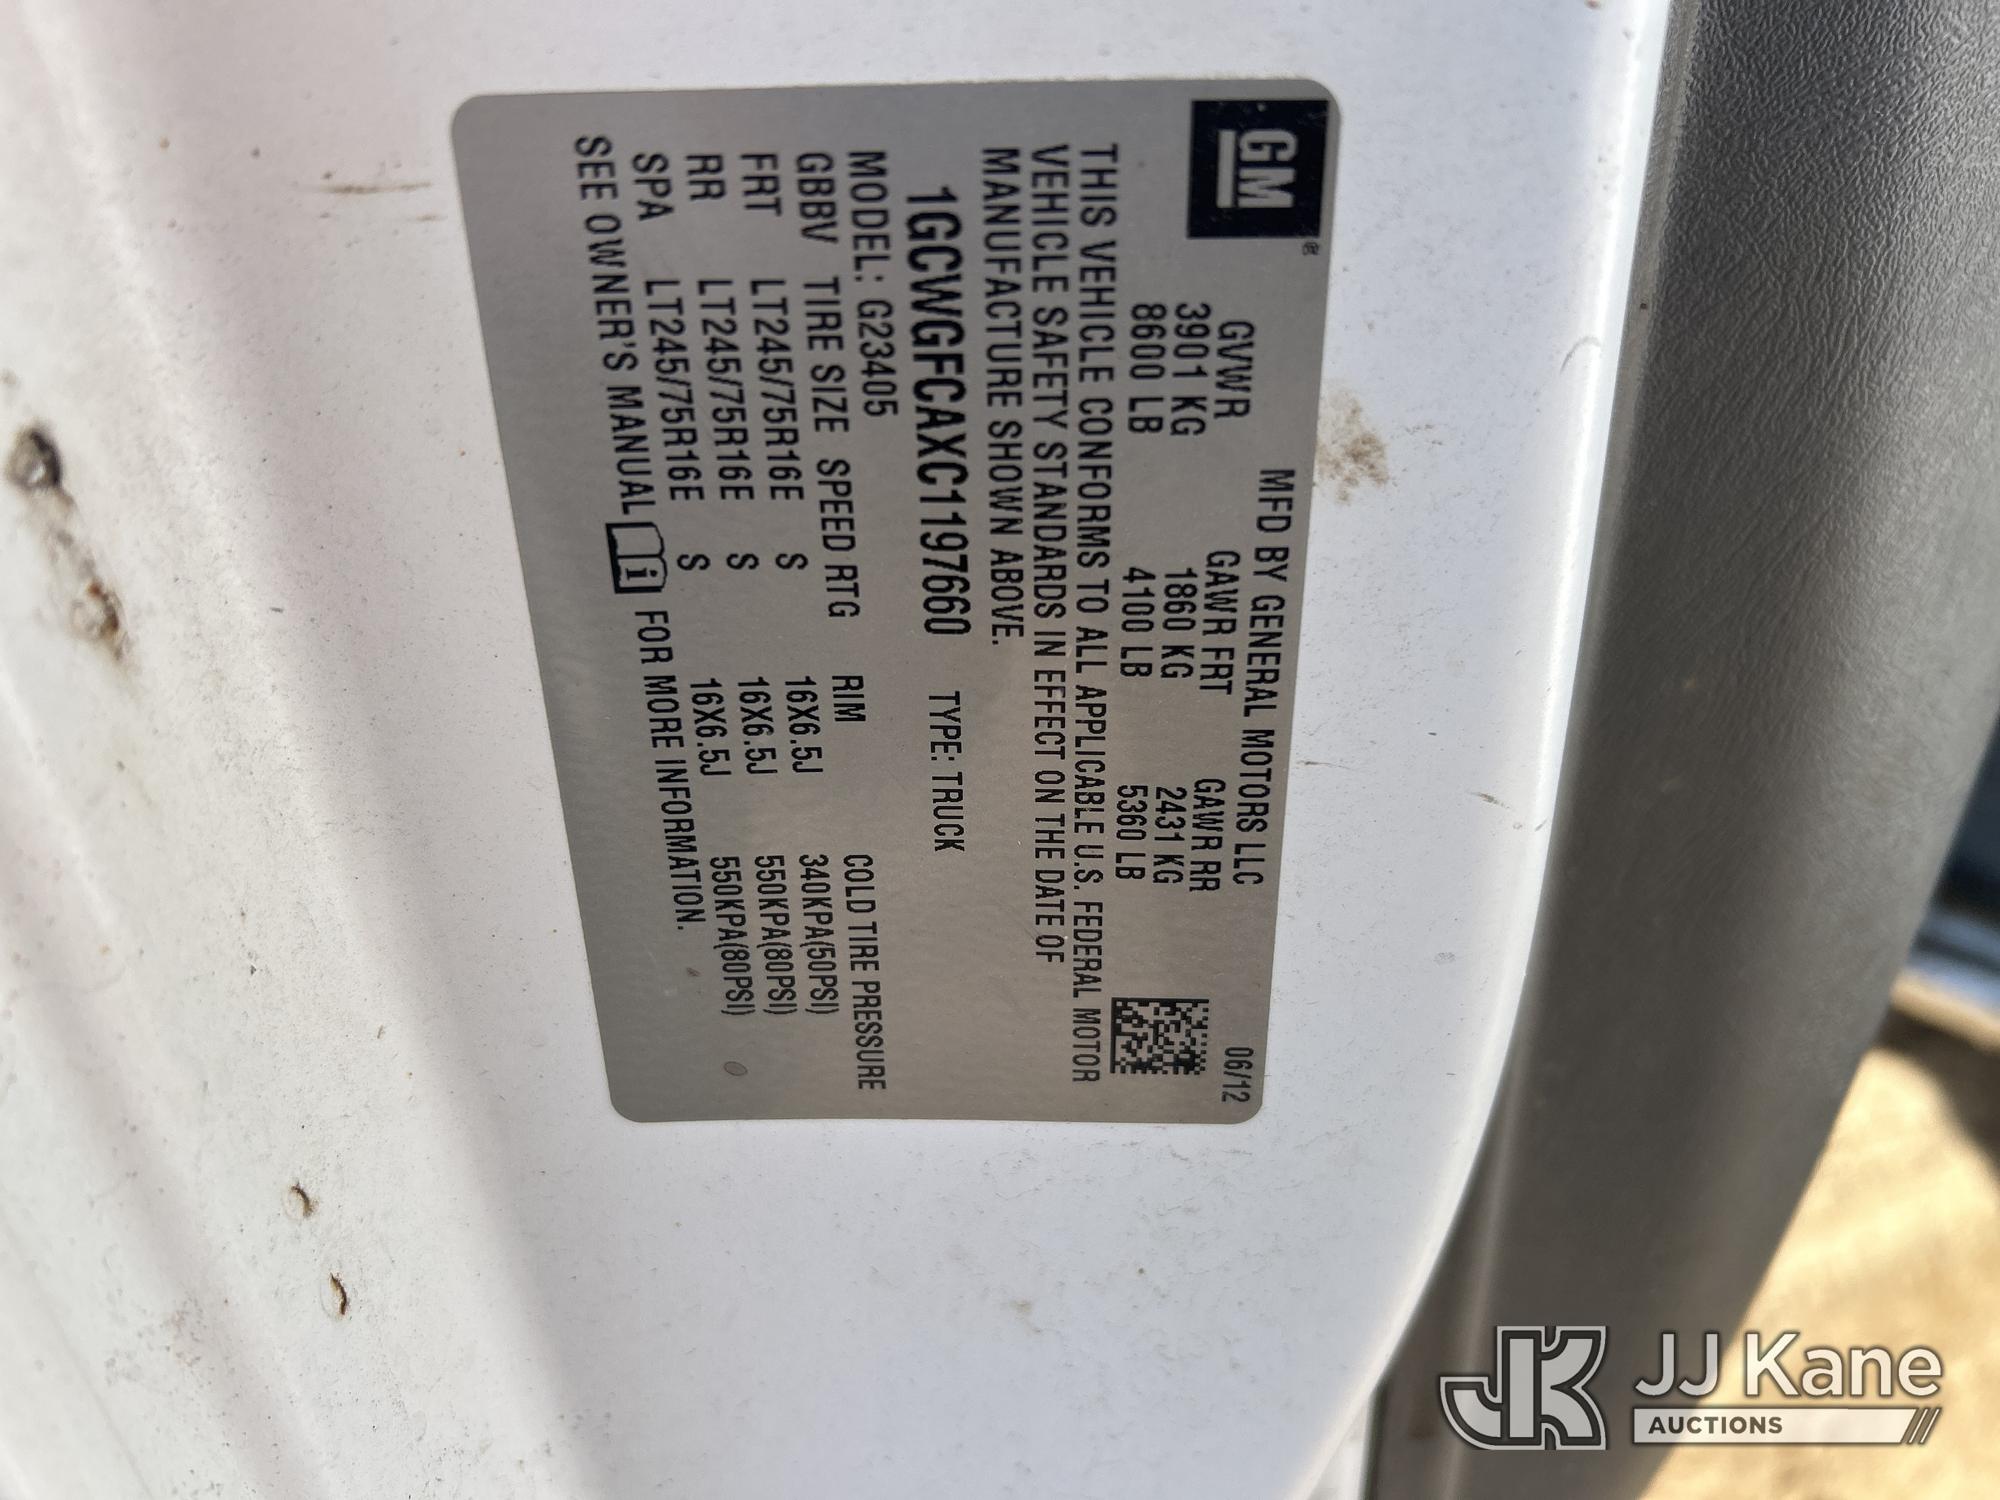 GM®
MFD BY GENERAL MOTORS LLC 06/12
GVWR GAWR FRT GAWR RR
3901 KG 1860 KG 2431 KG
8600 LB 4100 LB 5360 LB
THIS VEHICLE CONFORMS TO ALL APPLICABLE U.S. FEDERAL MOTOR
VEHICLE SAFETY STANDARDS IN EFFECT ON THE DATE OF
MANUFACTURE SHOWN ABOVE.
1GCWGFCAXC1197660 TYPE: TRUCK
MODEL: G23405
GBBV TIRE SIZE SPEED RTG RIM COLD TIRE PRESSURE
FRT LT245/75R16E S 16X6.5J 340KPA(50PSI)
RR LT245/75R16E S 16X6.5J 550KPA(80PSI)
SPA LT245/75R16E S 16X6.5J 550KPA(80PSI)
SEE OWNER'S MANUAL i FOR MORE INFORMATION.
JK JJ Kane
AUCTIONS